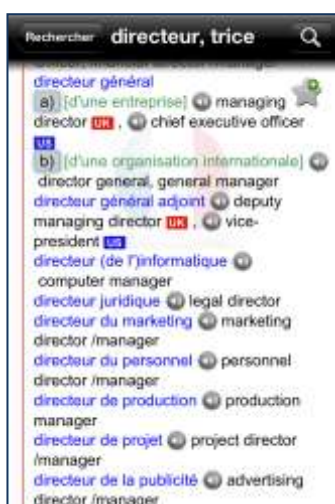 Rechercher directeur, trice
directeur général
a) [d'une entreprise] managing
director UK , chief executive officer
US
b) [d'une organisation internationale]
director general, general manager
directeur général adjoint deputy
managing director UK , vice-
president US
directeur (de l')informatique
computer manager
directeur juridique legal director
directeur du marketing marketing
director /manager
directeur du personnel personnel
director /manager
directeur de production production
manager
directeur de projet project director
/manager
directeur de la publicité advertising
director /manager